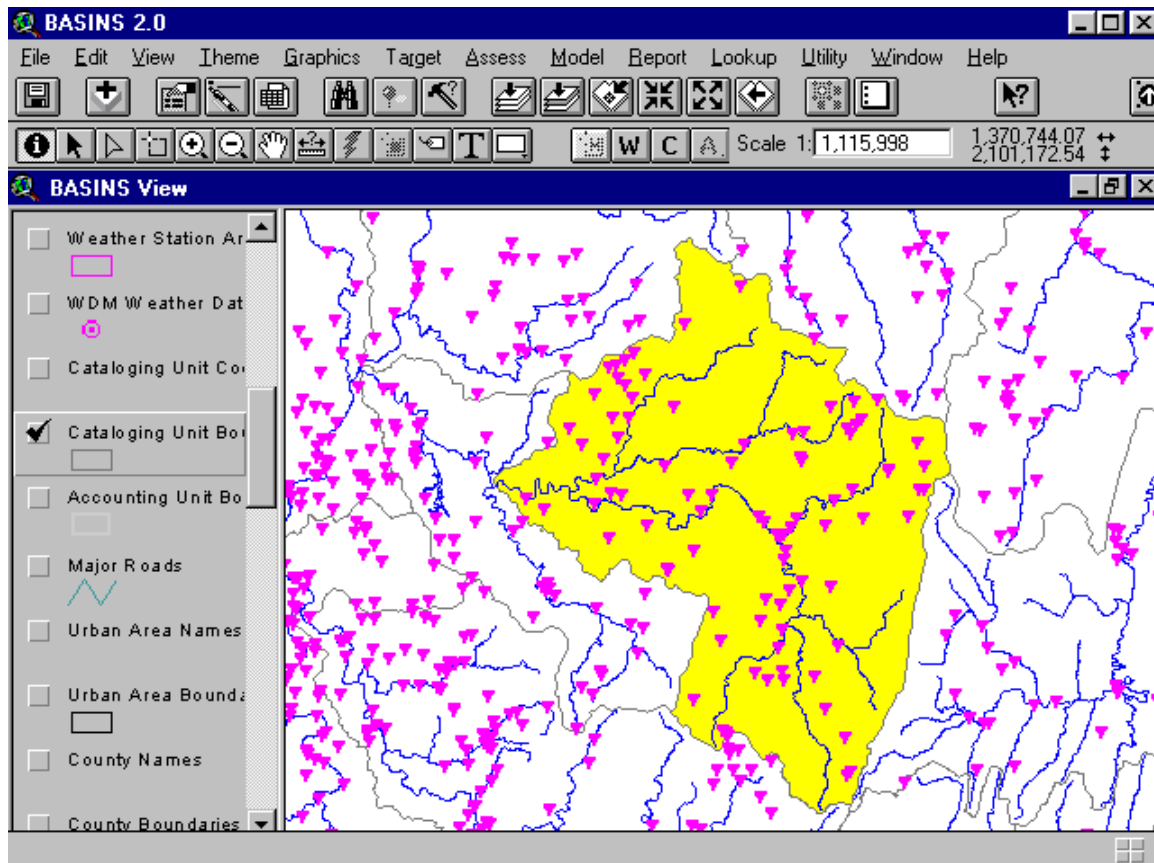 BASINS 2.0
File Edit View Theme Graphics Target Assess Model Report Lookup Utility Window Help
W C A Scale 1: 1,115,998 1,370,744.07
2,101,172.54
BASINS View
Weather Station Ar
WDM Weather Dat
Cataloging Unit Co
Cataloging Unit Bo
Accounting Unit Bo
Major Roads
Urban Area Names
Urban Area Bounda
County Names
County Boundaries